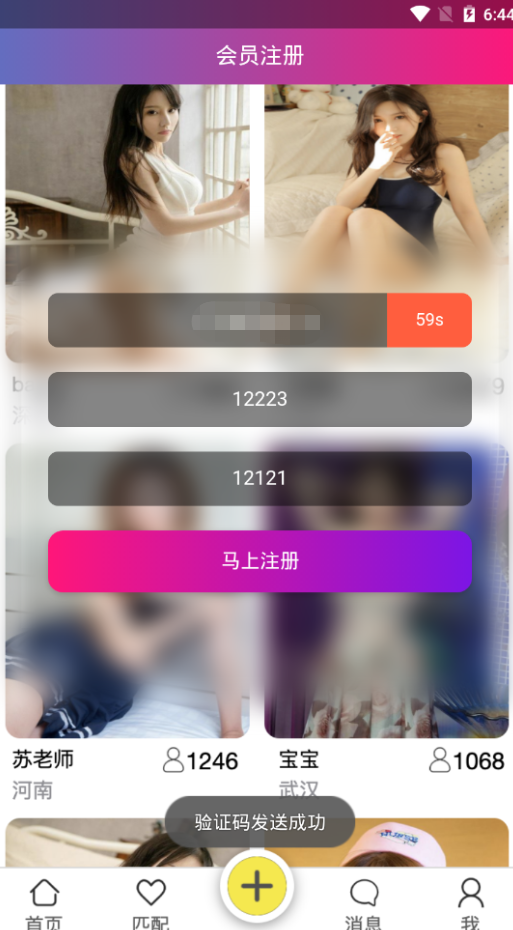 6:44
会员注册
59s
12223
12121
马上注册
苏老师
1246
宝宝
1068
河南
武汉
验证码发送成功
首页
匹配
消息
我